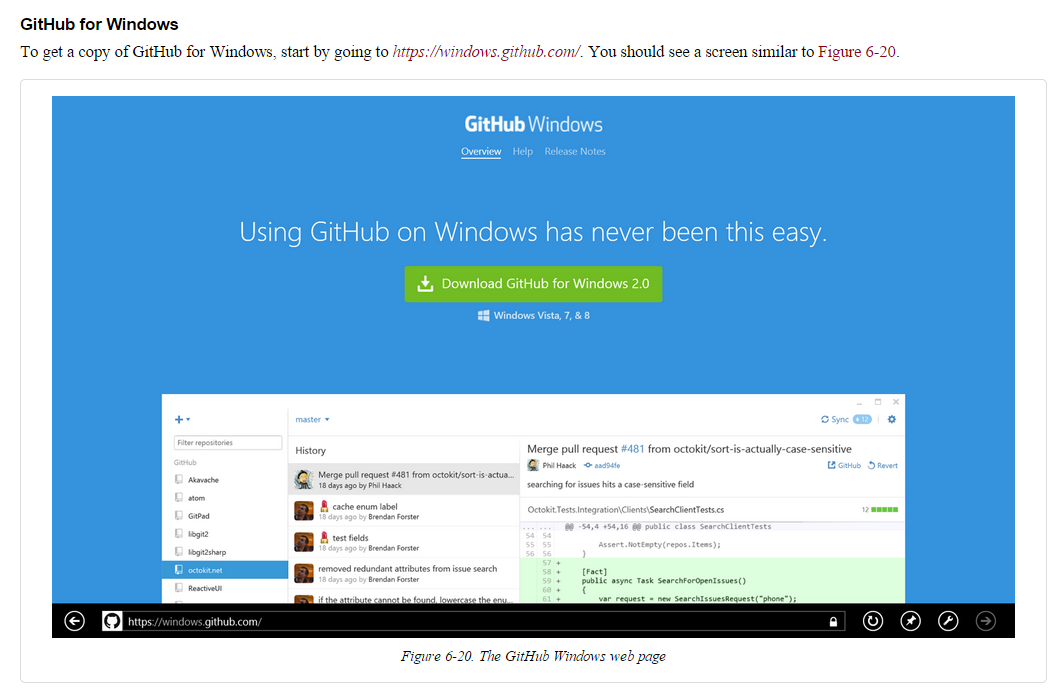 GitHub for Windows
To get a copy of GitHub for Windows, start by going to https://windows.github.com/. You should see a screen similar to Figure 6-20.
GitHub Windows
Overview Help Release Notes
Using GitHub on Windows has never been this easy.
Download GitHub for Windows 2.0
Windows Vista, 7, & 8
master
Sync +12
Filter repositories
GitHub
Akavache
atom
GitPad
libgit2
libgit2sharp
octokit.net
ReactiveUI
History
Merge pull request #481 from octokit/sort-is-actua...
18 days ago by Phil Haack
cache enum label
18 days ago by Brendan Forster
test fields
18 days ago by Brendan Forster
removed redundant attributes from issue search
18 days ago by Brendan Forster
if the attribute cannot be found, lowercase the enu...
Merge pull request #481 from octokit/sort-is-actually-case-sensitive
Phil Haack aad94fe GitHub Revert
searching for issues hits a case-sensitive field
Octokit.Tests.Integration\Clients\SearchClientTests.cs 12
... ... @@ -54,4 +54,16 @@ public class SearchClientTests
54 54
55 55 Assert.NotEmpty(repos.Items);
56 56 }
57 +
58 + [Fact]
59 + public async Task SearchForOpenIssues()
60 + {
61 + var request = new SearchIssuesRequest("phone");
https://windows.github.com/
Figure 6-20. The GitHub Windows web page